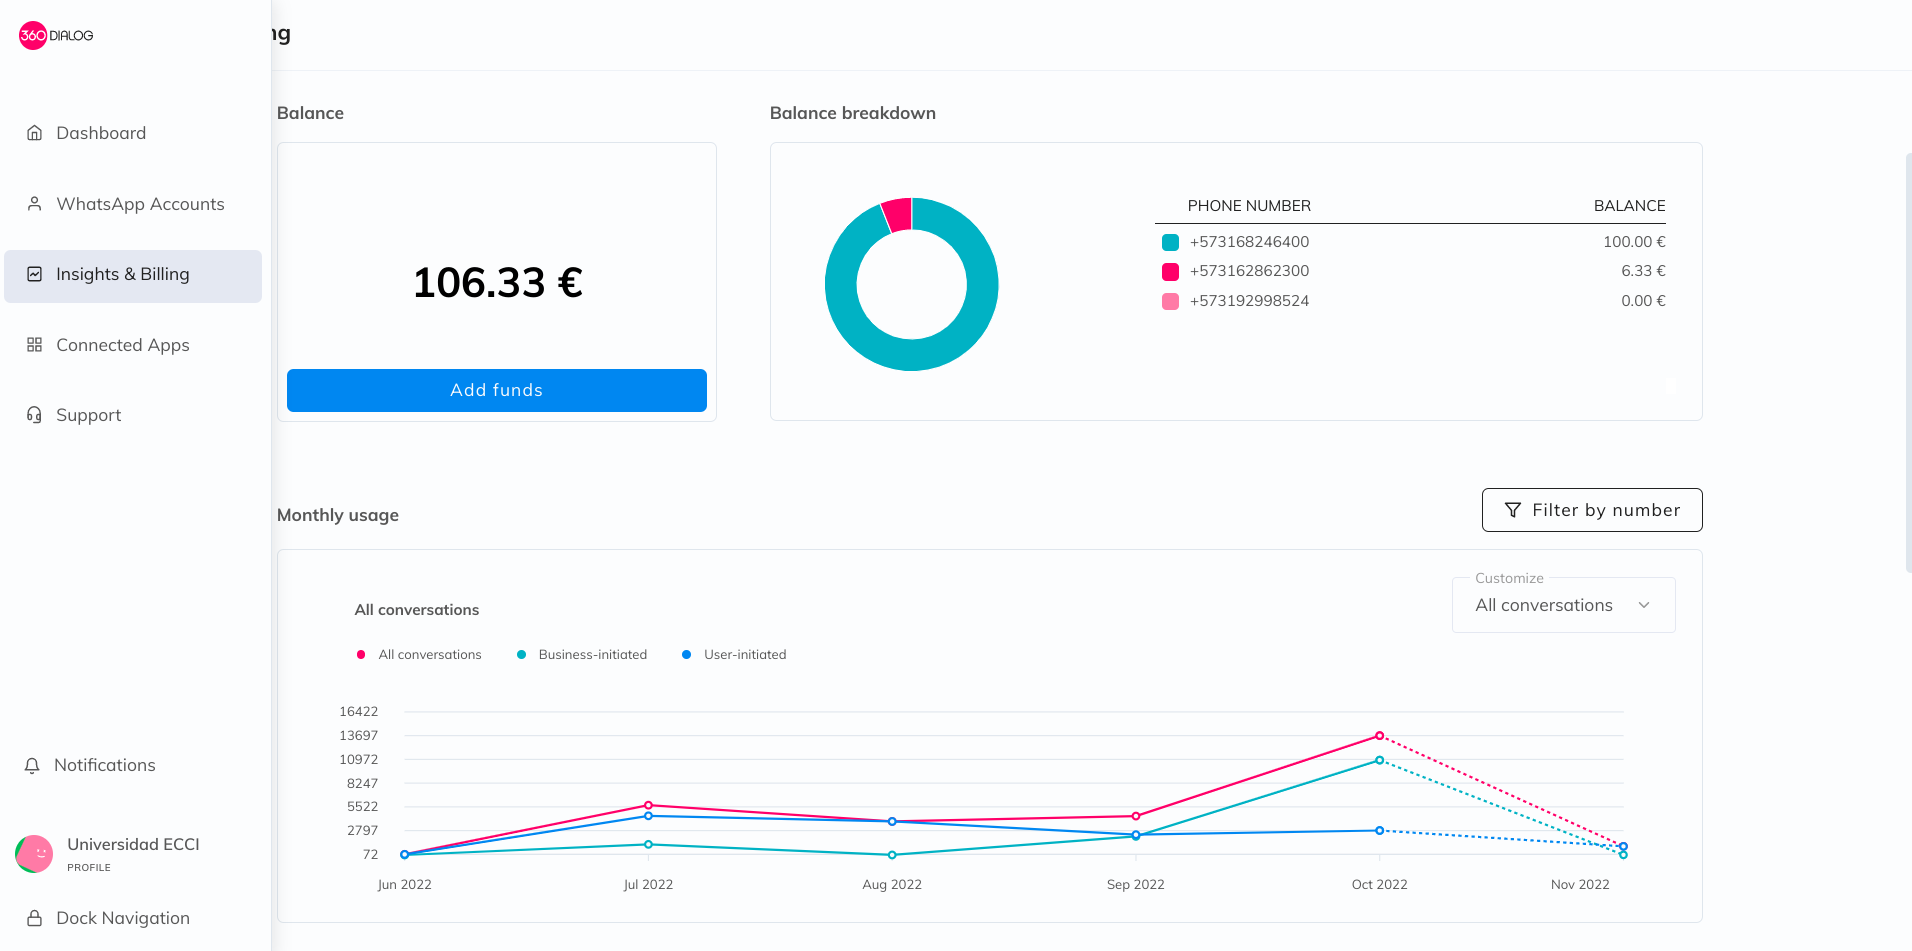 360 DIALOG
Dashboard
WhatsApp Accounts
Insights & Billing
Connected Apps
Support
Notifications
Universidad ECCI
PROFILE
Dock Navigation
ng
Balance
106.33 €
Add funds
Balance breakdown
PHONE NUMBER BALANCE
+573168246400 100.00 €
+573162862300 6.33 €
+573192998524 0.00 €
Monthly usage
Filter by number
Customize
All conversations
All conversations
All conversations Business-initiated User-initiated
16422
13697
10972
8247
5522
2797
72
Jun 2022 Jul 2022 Aug 2022 Sep 2022 Oct 2022 Nov 2022